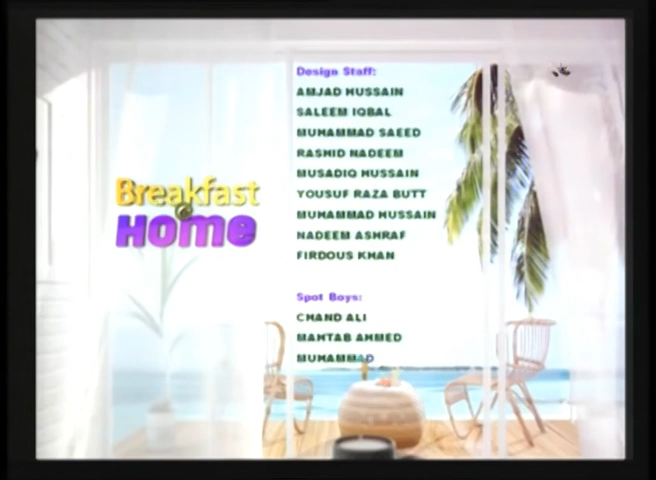 Breakfast
@
Home
Design Staff:
AMJAD HUSSAIN
SALEEM IQBAL
MUHAMMAD SAEED
RASHID NADEEM
MUSADIQ HUSSAIN
YOUSUF RAZA BUTT
MUHAMMAD HUSSAIN
NADEEM ASHRAF
FIRDOUS KHAN
Spot Boys:
CHAND ALI
MAHTAB AHMED
MUHAMMAD